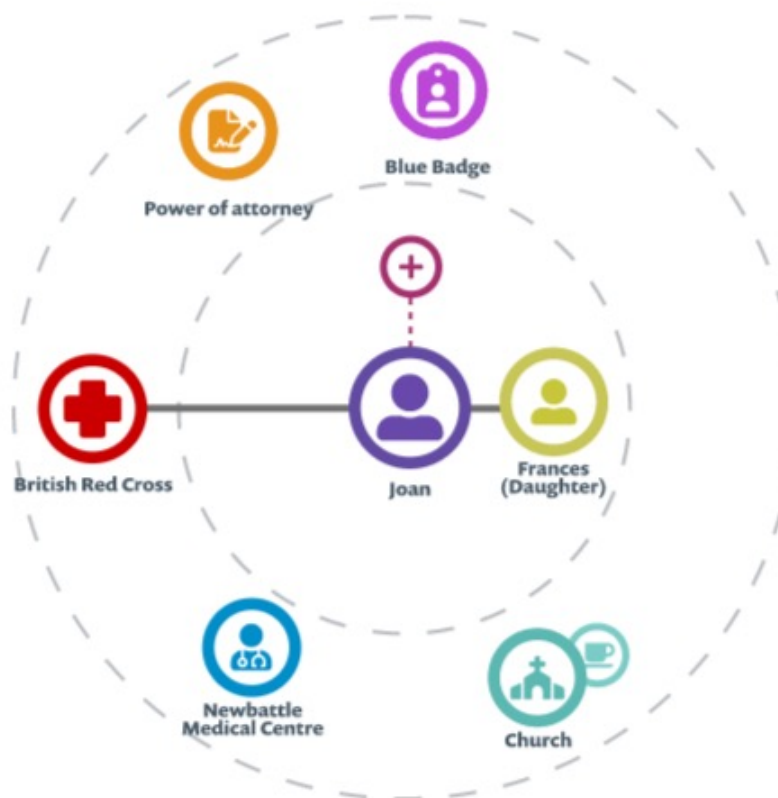 Blue Badge
Power of attorney
British Red Cross
Joan
Frances
(Daughter)
Newbattle
Medical Centre
Church